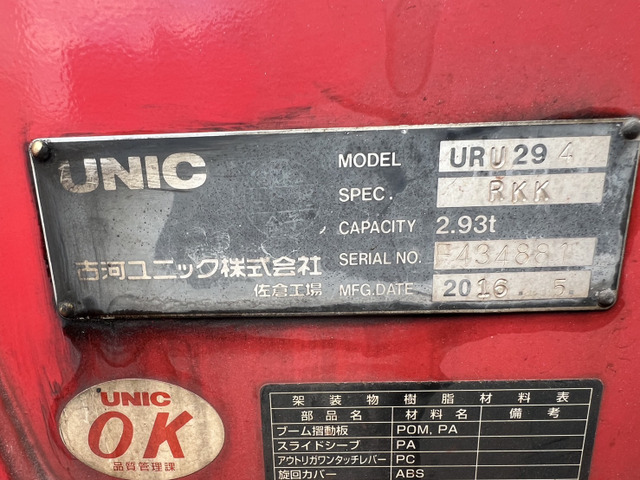 UNIC
MODEL URU294
SPEC. RKK
CAPACITY 2.93t
古河ユニック株式会社
SERIAL NO.
佐倉工場
MFG.DATE 2016. 5.
UNIC
OK
品質管理課
架装物樹脂材料表
部品名 材料名 備考
ブーム摺動板 POM, PA
スライドシーブ PA
アウトリガワンタッチレバー PC
旋回カバー ABS